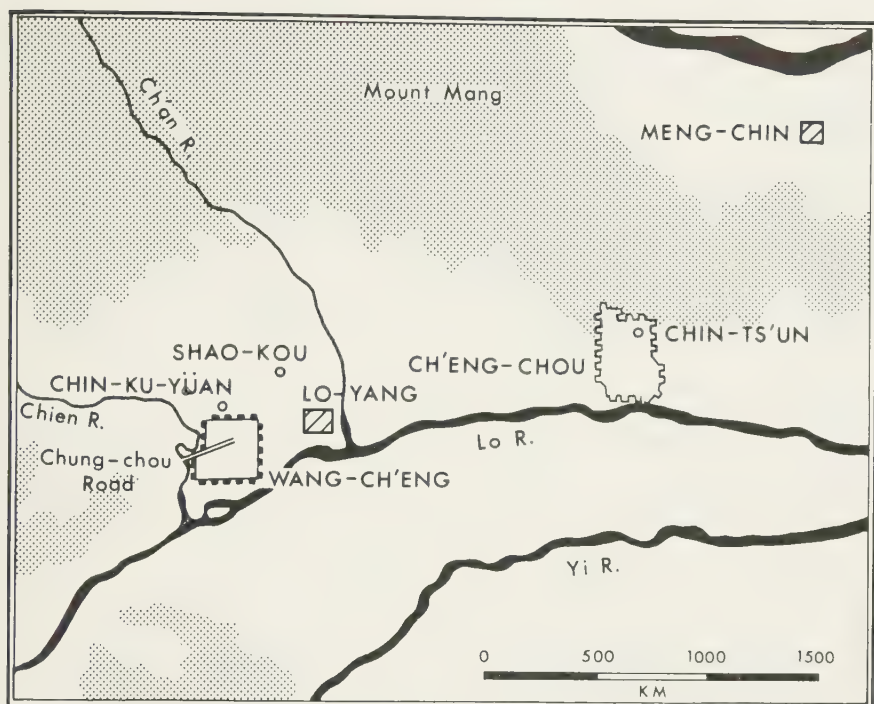 Mount Mang
Ch'an R.
MENG-CHIN
SHAO-KOU
CHIN-TS'UN
CH'ENG-CHOU
CHIN-KU-YÜAN
LO-YANG
Chien R.
Lo R.
Chung-chou
Road
WANG-CH'ENG
Yi R.
0 500 1000 1500
KM